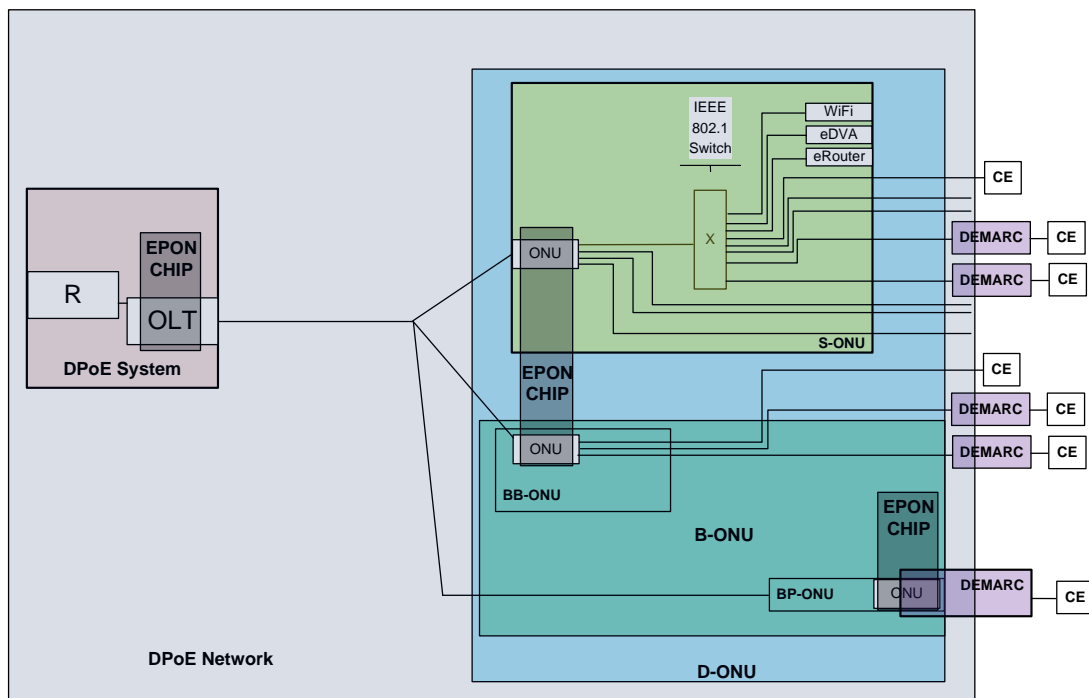 IEEE
802.1
Switch
WiFi
eDVA
eRouter
CE
EPON
CHIP
R
OLT
DPoE System
ONU
X
DEMARC
CE
DEMARC
CE
S-ONU
EPON
CHIP
CE
DEMARC
CE
ONU
DEMARC
CE
BB-ONU
EPON
CHIP
B-ONU
BP-ONU
ONU
DEMARC
CE
DPoE Network
D-ONU